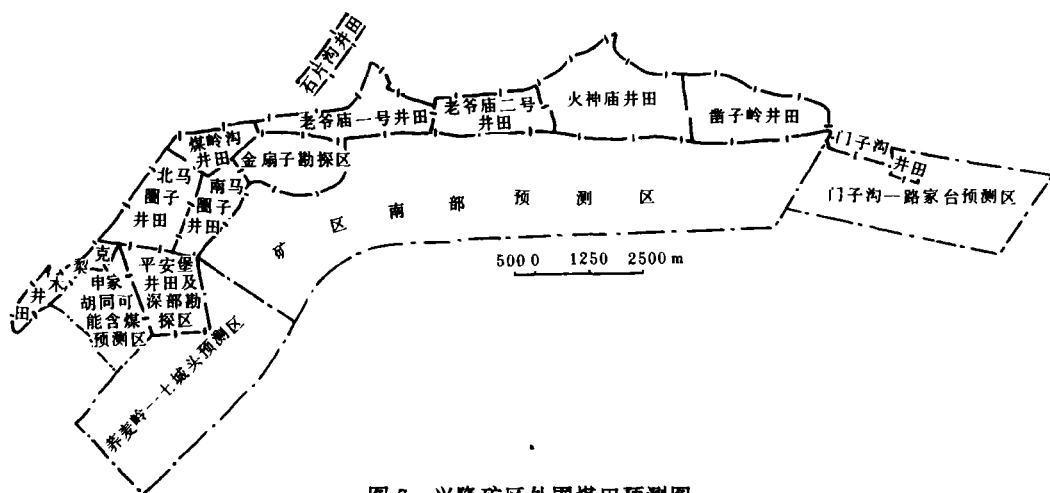 石片沟井田
老爷庙一号井田
老爷庙二号
井田
火神庙井田
凿子岭井田
门子沟
井田
门子沟—路家台预测区
煤岭沟
井田
金扇子勘探区
北马
圈子
井田
南马
圈子
井田
矿区南部预测区
500 0 1250 2500 m
克
黎
木
井
田
平安堡
井田及
深部勘
探区
申家
胡同可
能含煤
预测区
荞麦岭—土城头预测区